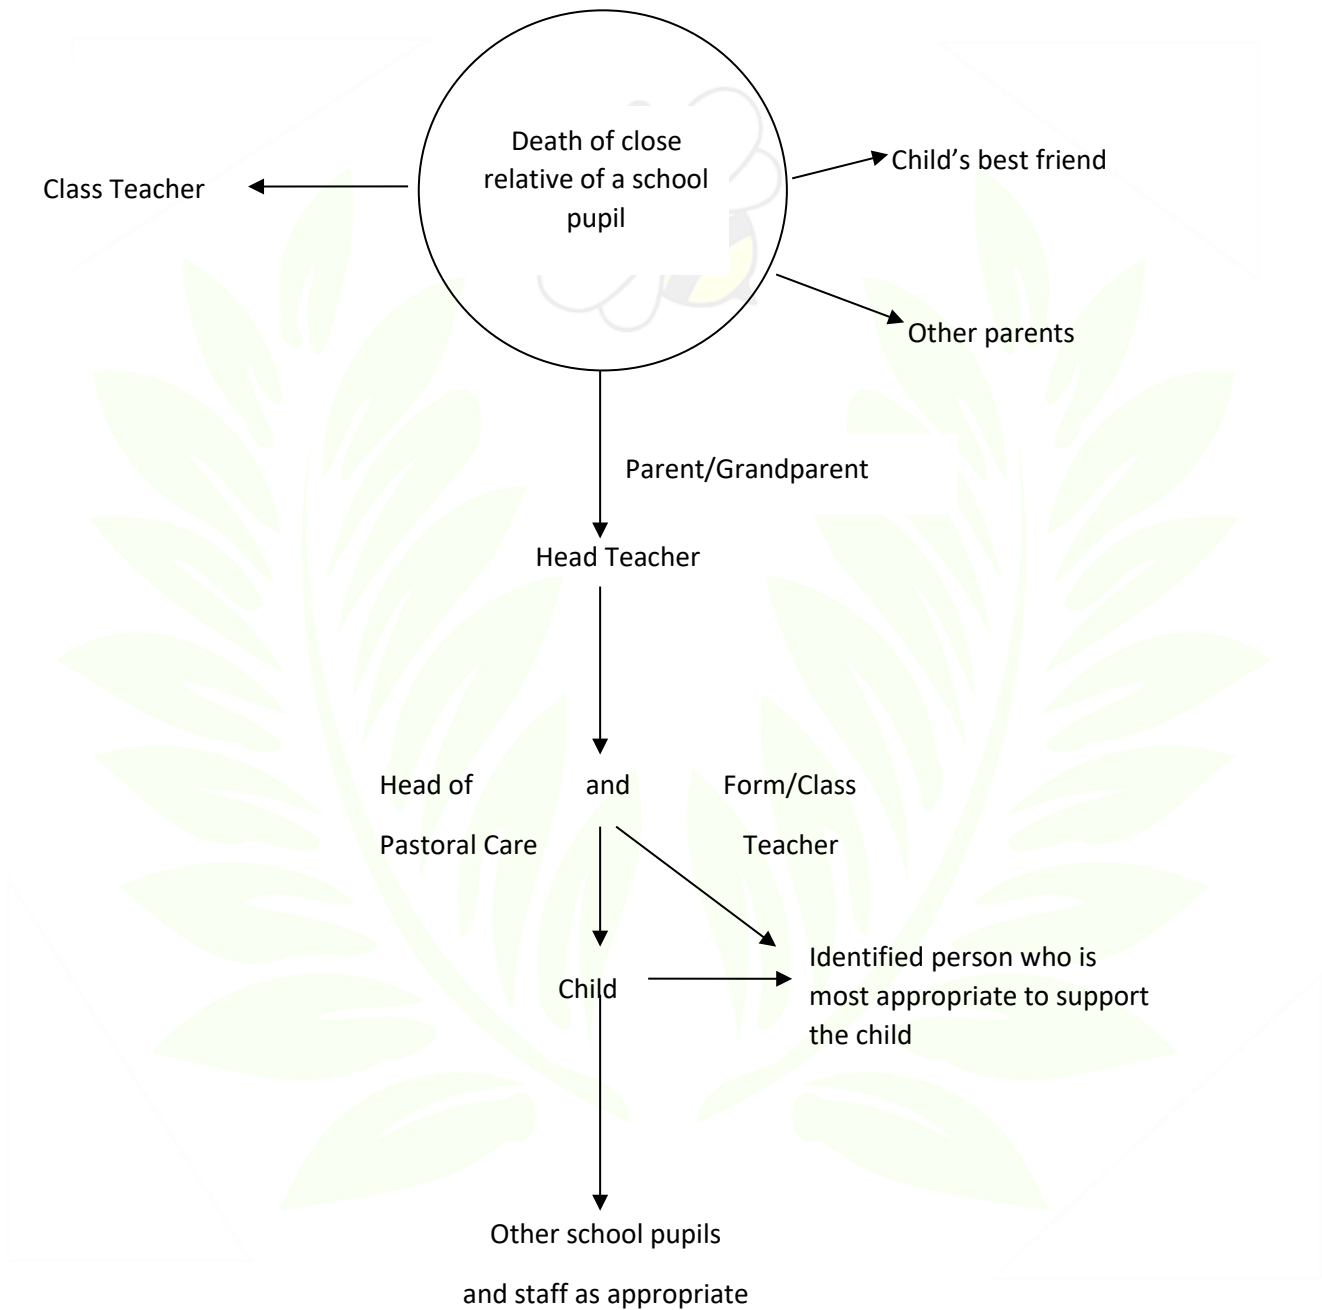 Death of close
relative of a school
pupil
Child’s best friend
Class Teacher
Other parents
Parent/Grandparent
Head Teacher
Head of and Form/Class
Pastoral Care Teacher
Identified person who is
most appropriate to support
the child
Child
Other school pupils
and staff as appropriate